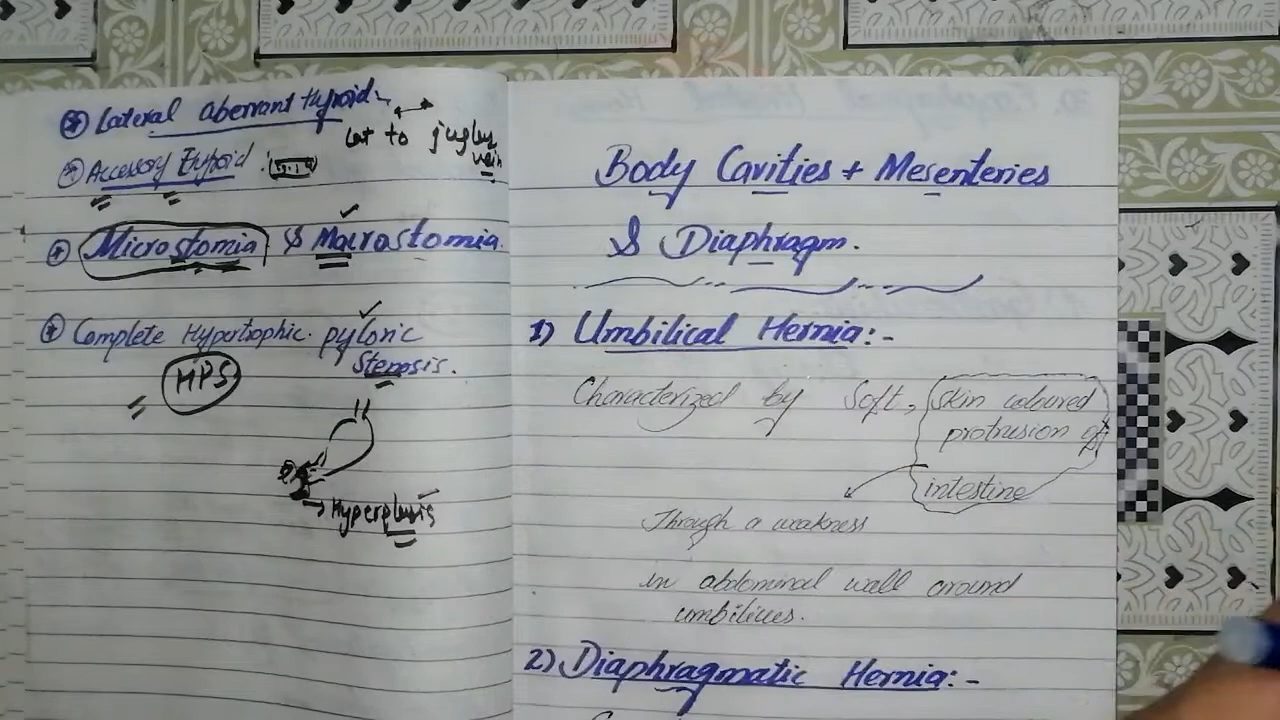 Lateral aberrant thyroid:-
Lat to jugular vein
Accessory thyroid :
Microstomia & Macrostomia.
Complete Hypertrophic pyloric
Stenosis.
HPS
→ Hyperplasis
Body Cavities + Mesenteries
& Diaphragm.
1) Umbilical Hernia:-
Characterized by Soft, Skin coloured
protrusion of
intestine
Through a weakness
in abdominal wall around
umbilicus.
2) Diaphragmatic Hernia:-